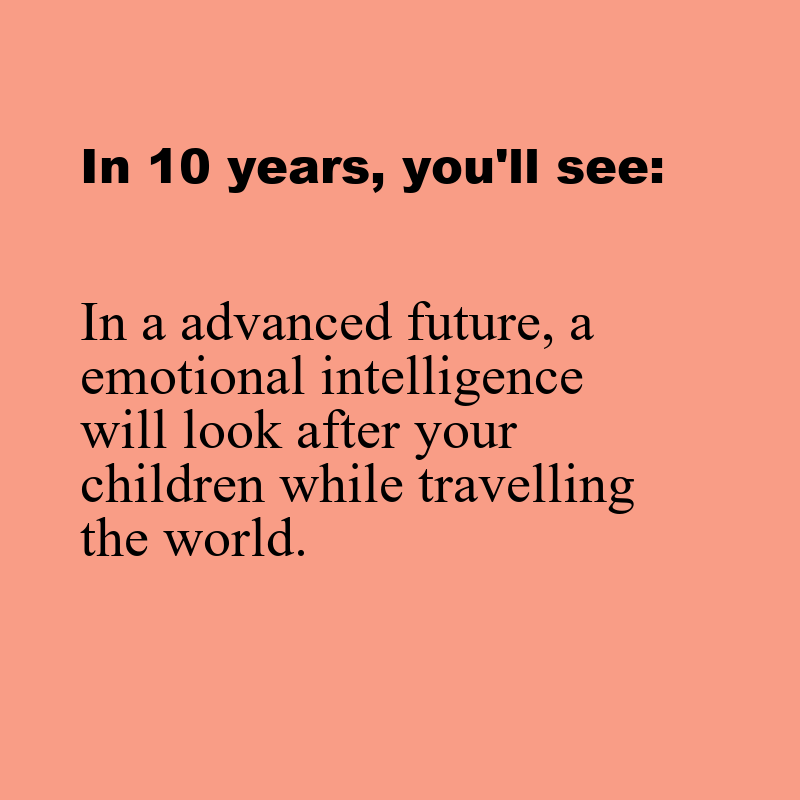 In 10 years, you'll see:
In a advanced future, a
emotional intelligence
will look after your
children while travelling
the world.